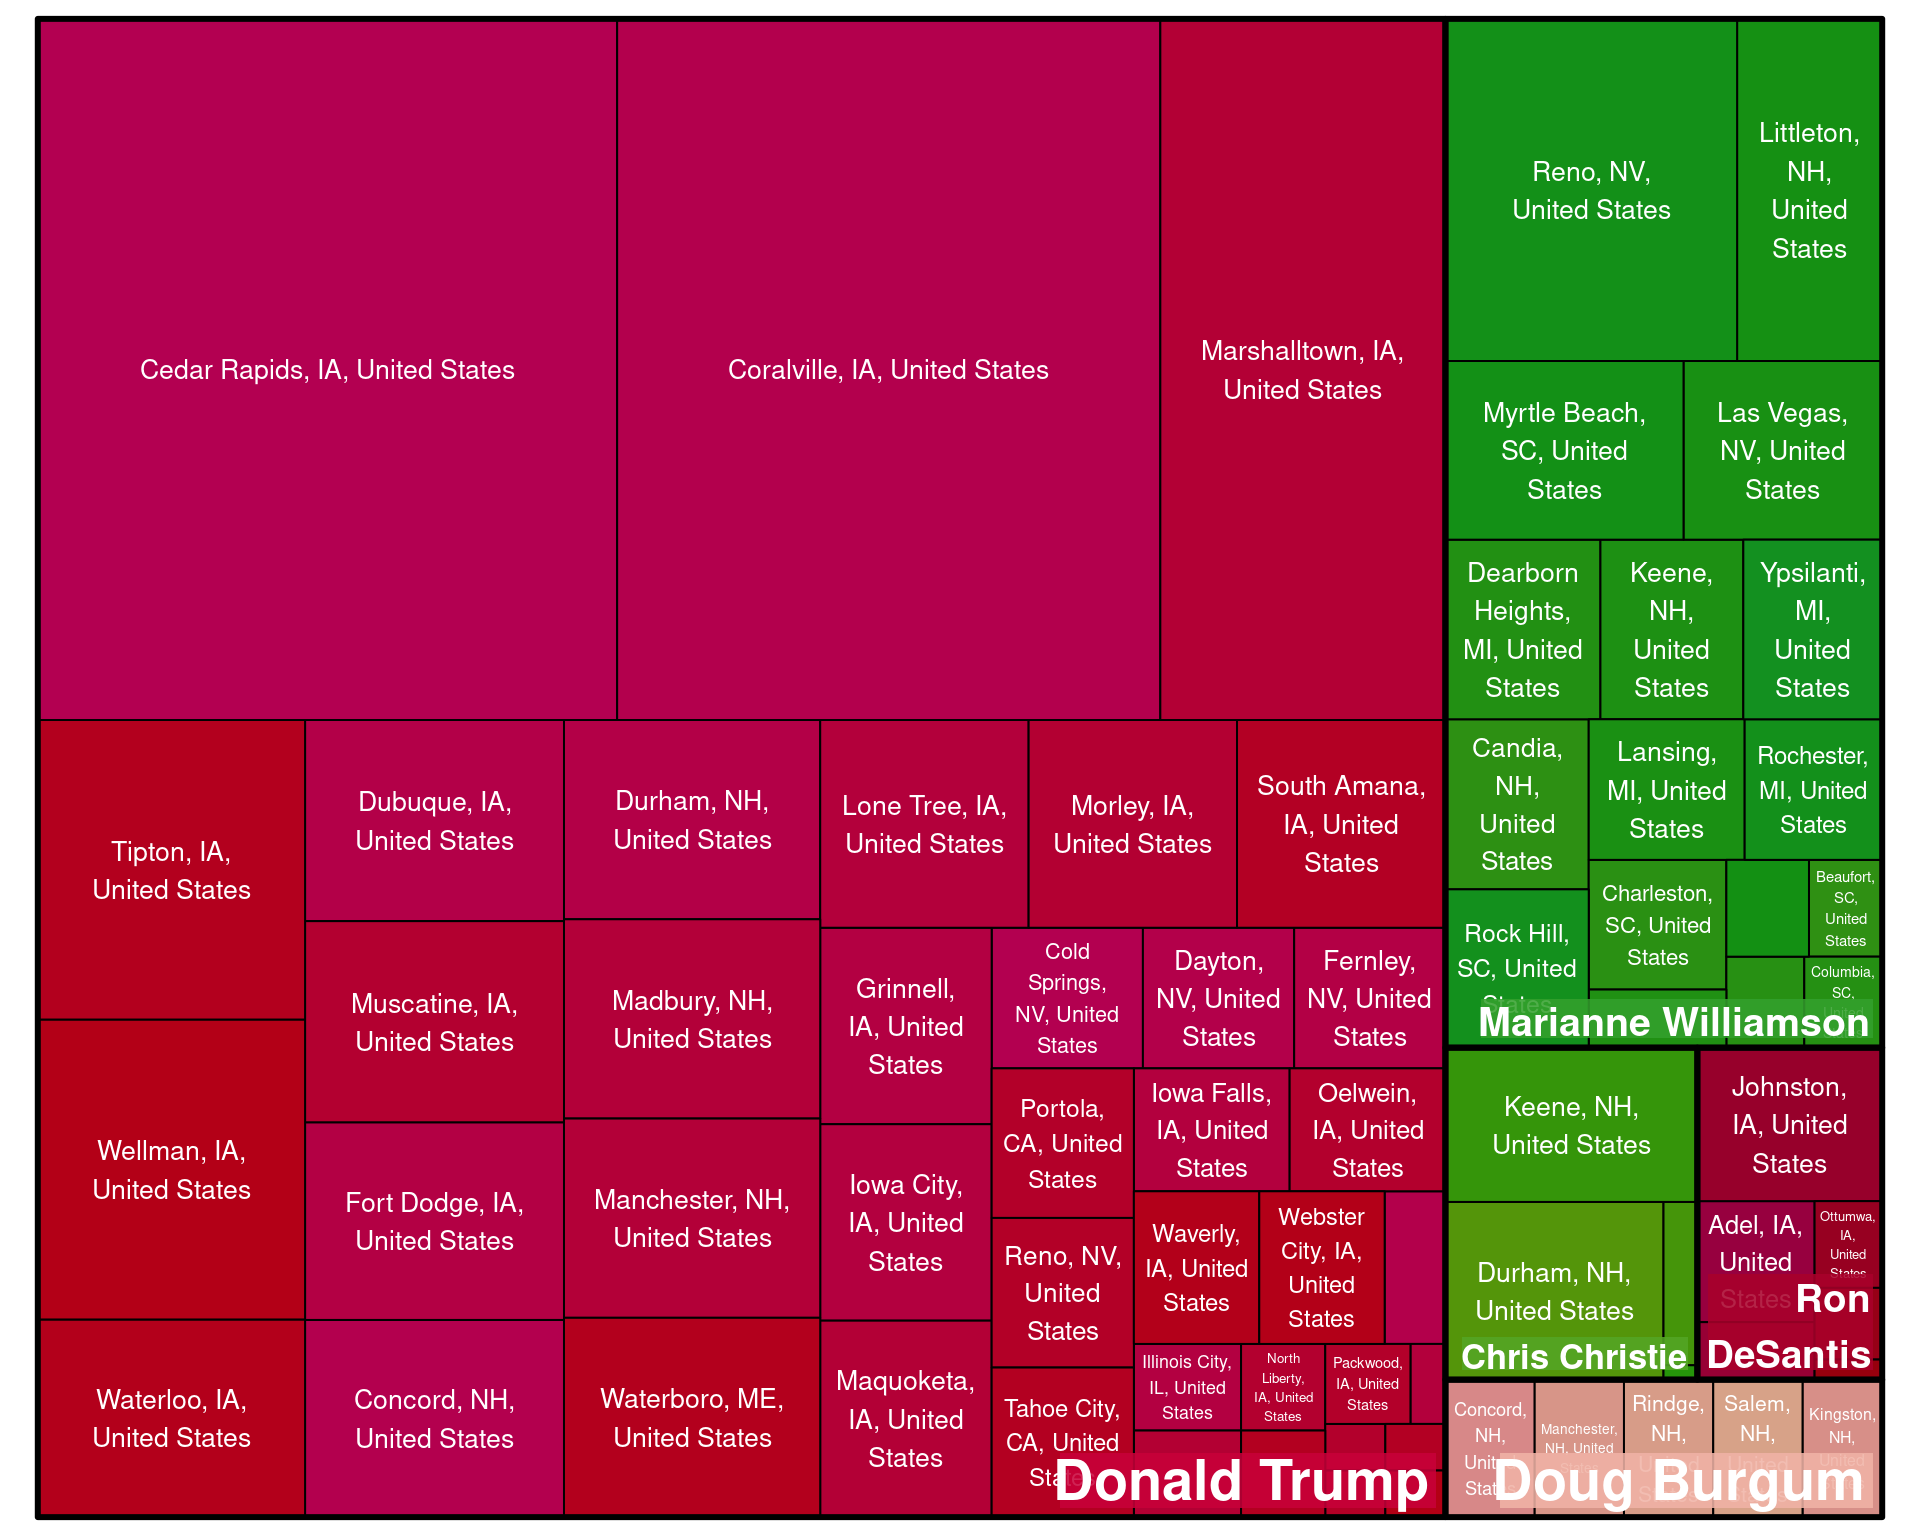 Cedar Rapids, IA, United States
Coralville, IA, United States
Marshalltown, IA,
United States
Tipton, IA,
United States
Wellman, IA,
United States
Waterloo, IA,
United States
Dubuque, IA,
United States
Muscatine, IA,
United States
Fort Dodge, IA,
United States
Concord, NH,
United States
Durham, NH,
United States
Madbury, NH,
United States
Manchester, NH,
United States
Waterboro, ME,
United States
Lone Tree, IA,
United States
Morley, IA,
United States
South Amana,
IA, United
States
Grinnell,
IA, United
States
Iowa City,
IA, United
States
Maquoketa,
IA, United
States
Cold
Springs,
NV, United
States
Dayton,
NV, United
States
Fernley,
NV, United
States
Portola,
CA, United
States
Reno, NV,
United
States
Tahoe City,
CA, United
States
Iowa Falls,
IA, United
States
Oelwein,
IA, United
States
Waverly,
IA, United
States
Webster
City, IA,
United
States
Illinois City,
IL, United
States
North
Liberty,
IA, United
States
Packwood,
IA, United
States
Donald Trump
Reno, NV,
United States
Littleton,
NH,
United
States
Myrtle Beach,
SC, United
States
Las Vegas,
NV, United
States
Dearborn
Heights,
MI, United
States
Keene,
NH,
United
States
Ypsilanti,
MI,
United
States
Candia,
NH,
United
States
Lansing,
MI, United
States
Rochester,
MI, United
States
Rock Hill,
SC, United
States
Charleston,
SC, United
States
Beaufort,
SC,
United
States
Columbia,
SC,
United
Marianne Williamson
Keene, NH,
United States
Durham, NH,
United States
Chris Christie
Johnston,
IA, United
States
Adel, IA,
United
States
Ottumwa,
IA,
United
States
Ron
DeSantis
Concord,
NH,
United
States
Manchester,
NH, United
States
Rindge,
NH,
United
States
Salem,
NH,
United
States
Kingston,
NH,
United
States
Doug Burgum